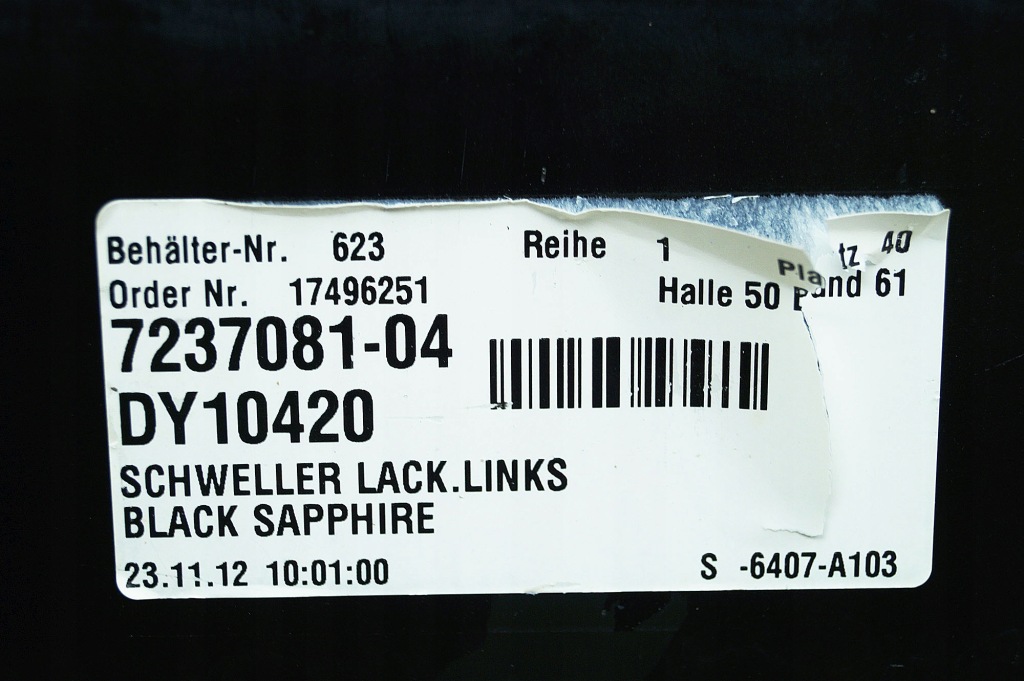 Behälter-Nr. 623 Reihe 1 Platz 40
Order Nr. 17496251 Halle 50 Band 61
7237081-04
DY10420
SCHWELLER LACK.LINKS
BLACK SAPPHIRE
23.11.12 10:01:00 S -6407-A103